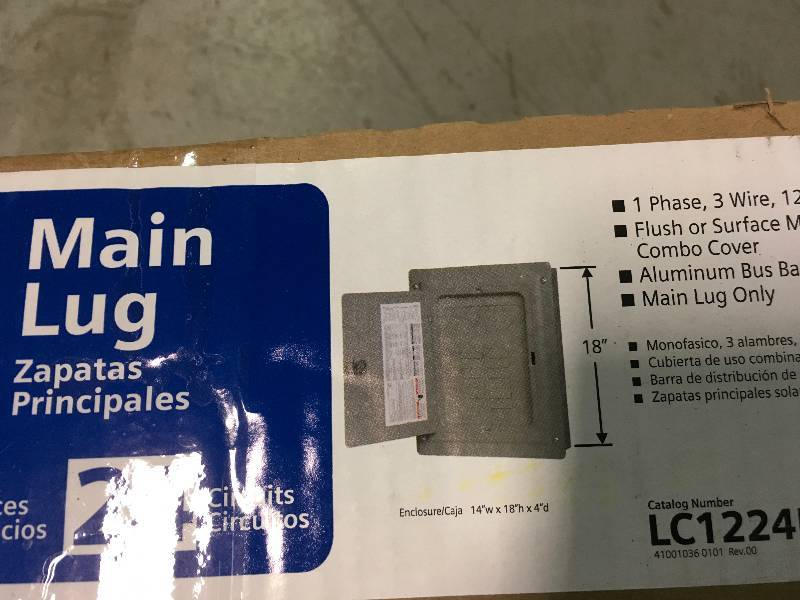 Main
Lug
Zapatas
Principales
ces
cios
2
Circuits
Circuitos
18"
Enclosure/Caja 14"w x 18"h x 4"d
1 Phase, 3 Wire, 12
Flush or Surface M
Combo Cover
Aluminum Bus Ba
Main Lug Only
Monofasico, 3 alambres,
Cubierta de uso combina
Barra de distribución de
Zapatas principales sola
Catalog Number
LC1224
41001036 0101 Rev.00